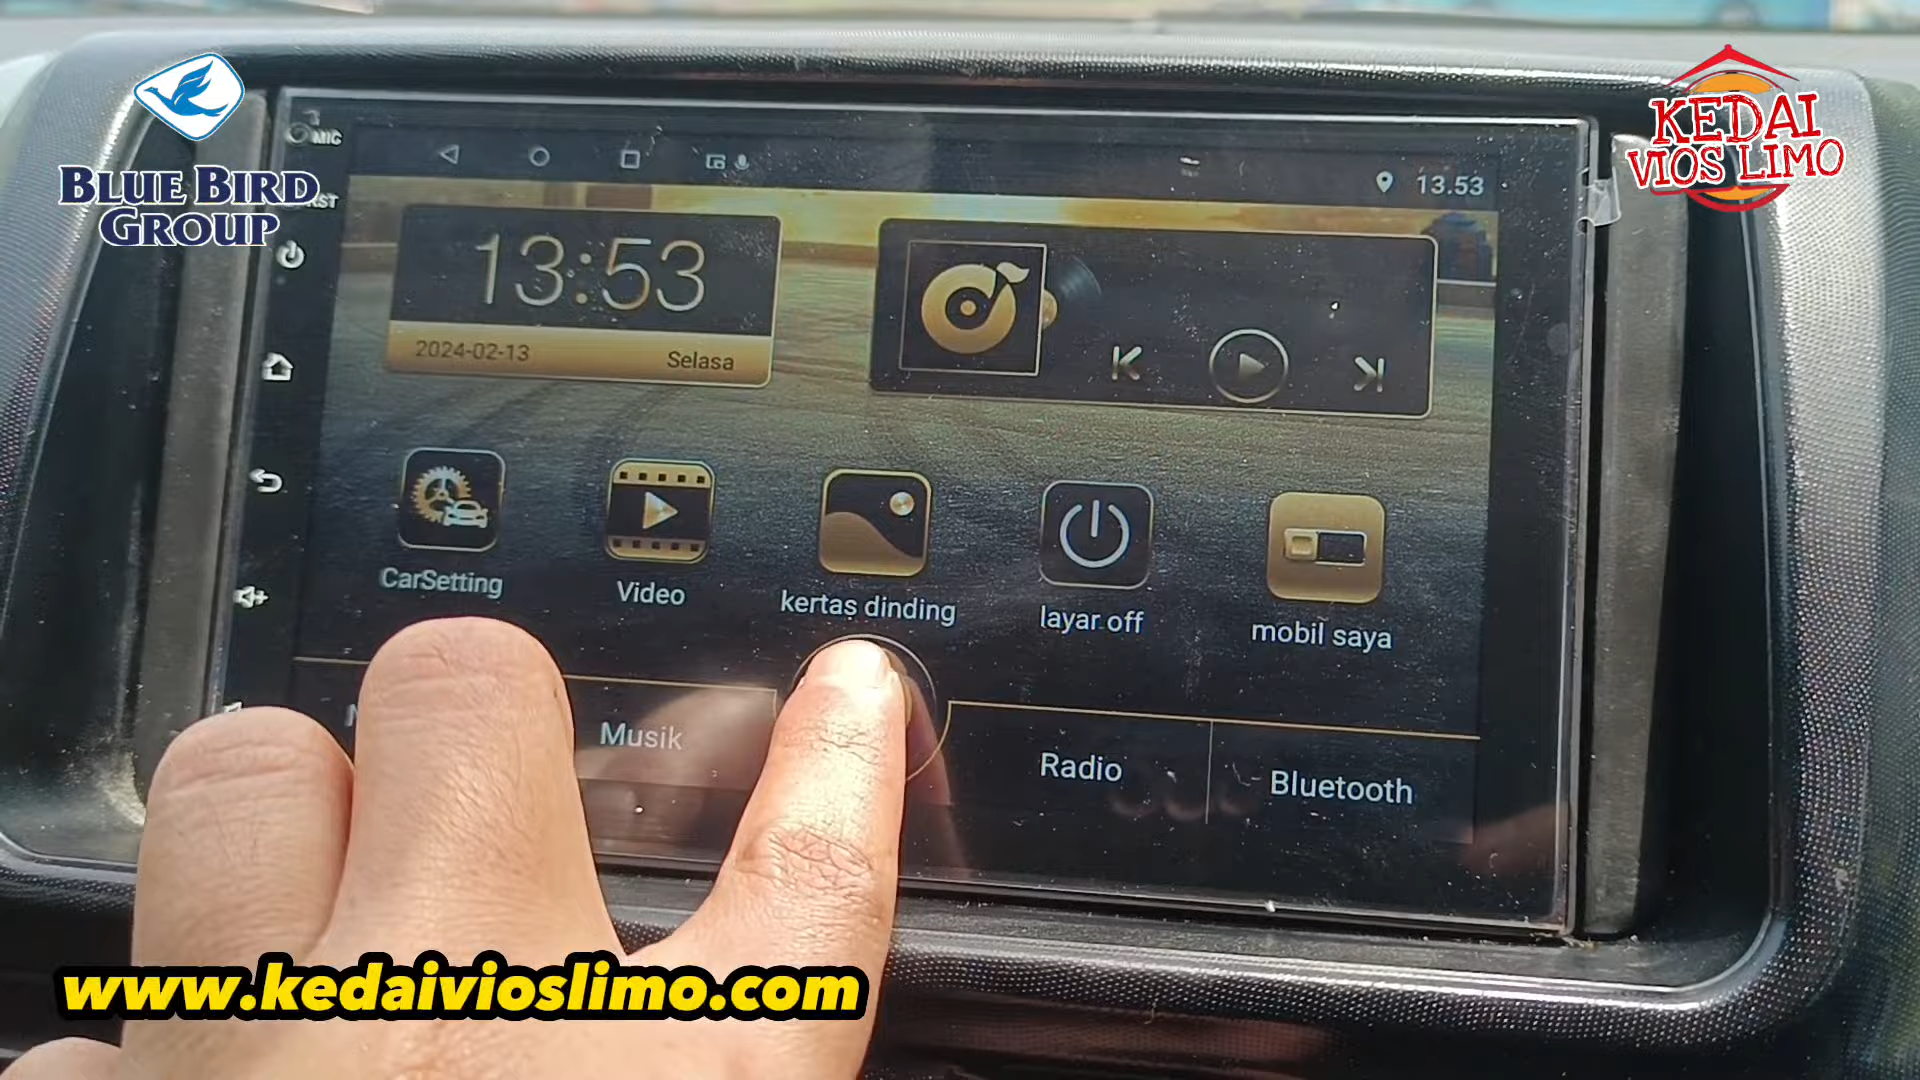 BLUE BIRD
GROUP
KEDAI
VIOS LIMO
MIC
RST
13.53
13:53
2024-02-13
Selasa
CarSetting
Video
kertas dinding
layar off
mobil saya
Musik
Radio
Bluetooth
www.kedaivioslimo.com